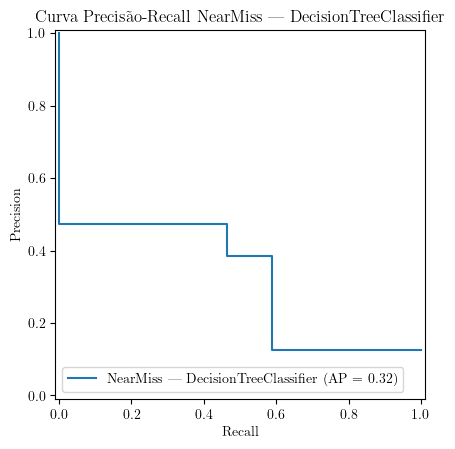 Curva Precisão-Recall NearMiss — DecisionTreeClassifier
1.0
0.8
0.6
0.4
0.2
0.0
Precision
NearMiss — DecisionTreeClassifier (AP = 0.32)
0.0 0.2 0.4 0.6 0.8 1.0
Recall